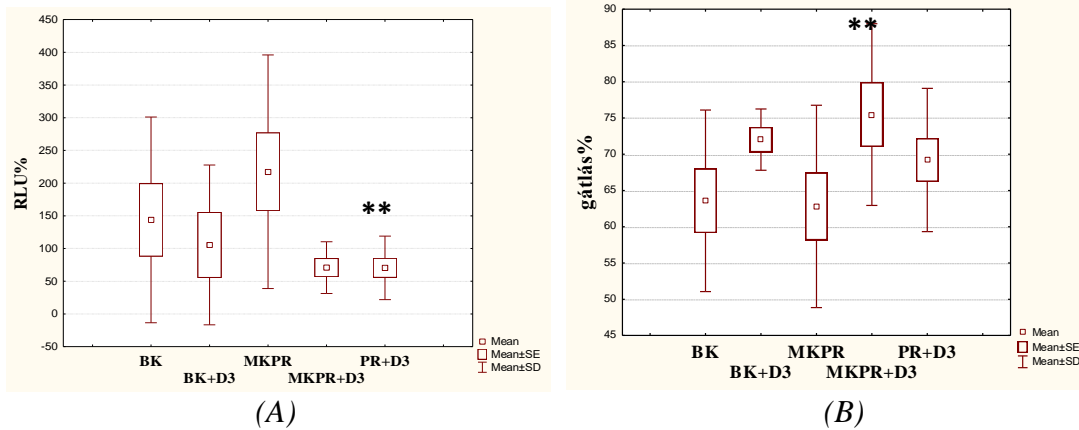 450
400
350
300
250
200
150
100
50
0
-50
RLU%
**
BK
BK+D3
MKPR
MKPR+D3
PR+D3
Mean
Mean±SE
Mean±SD
(A)
90
85
80
75
70
65
60
55
50
45
gátlás%
**
BK
BK+D3
MKPR
MKPR+D3
PR+D3
Mean
Mean±SE
Mean±SD
(B)